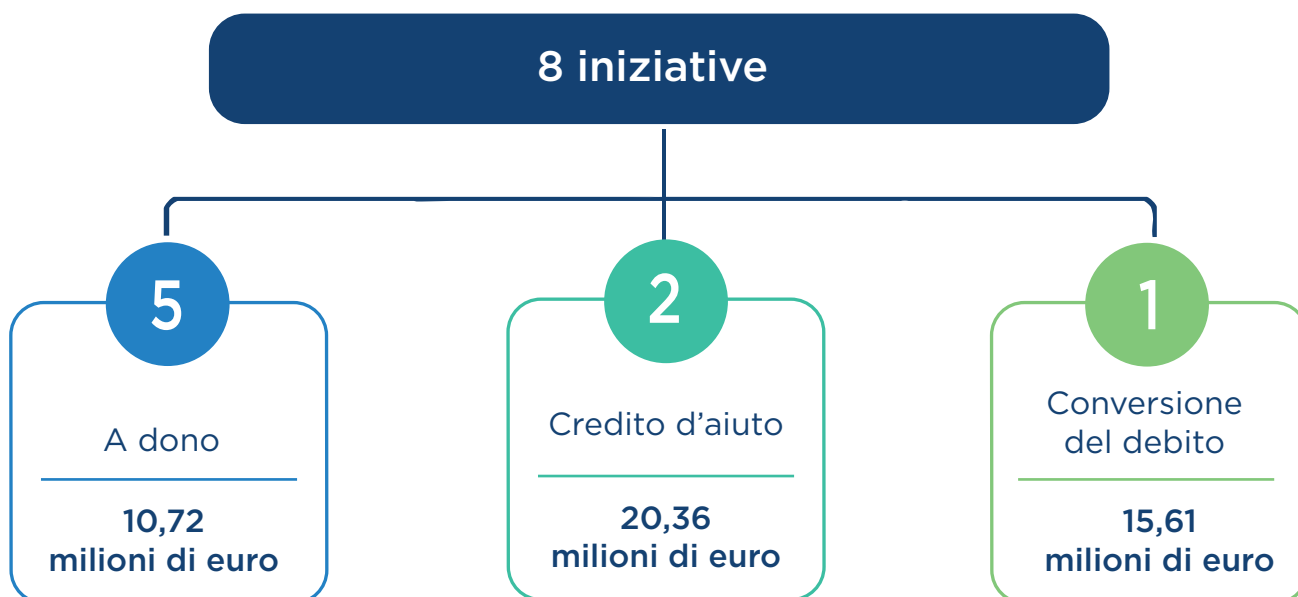 8 iniziative
5
A dono
10,72
milioni di euro
2
Credito d'aiuto
20,36
milioni di euro
1
Conversione
del debito
15,61
milioni di euro